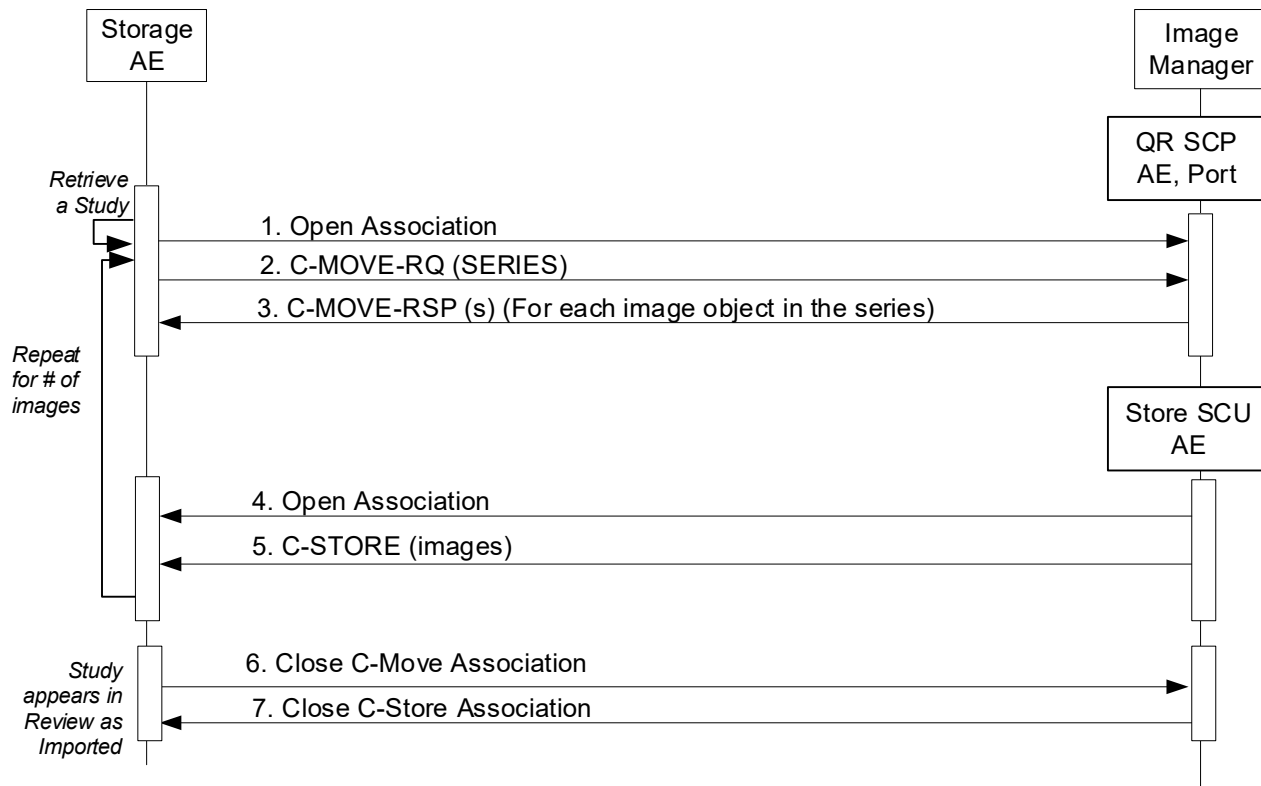 Storage
AE
Image
Manager
QR SCP
AE, Port
Retrieve
a Study
1. Open Association
2. C-MOVE-RQ (SERIES)
3. C-MOVE-RSP (s) (For each image object in the series)
Repeat
for # of
images
Store SCU
AE
4. Open Association
5. C-STORE (images)
6. Close C-Move Association
7. Close C-Store Association
Study
appears in
Review as
Imported